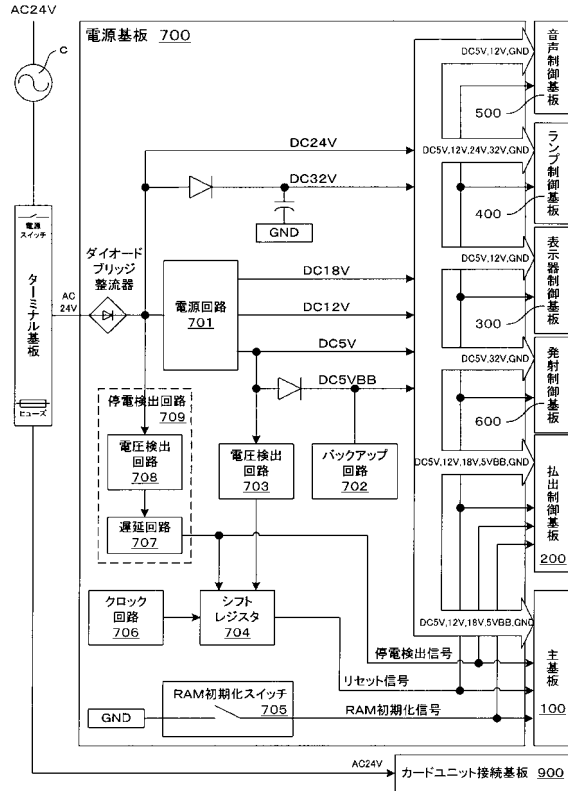 AC24V
C
電源基板 700
電源
スイッチ
ターミナル基板
ヒューズ
AC
24V
ダイオード
ブリッジ
整流器
DC24V
DC32V
GND
電源回路
701
DC18V
DC12V
DC5V
DC5VBB
停電検出回路
709
電圧検出
回路
708
遅延回路
707
電圧検出
回路
703
バックアップ
回路
702
クロック
回路
706
シフト
レジスタ
704
停電検出信号
リセット信号
GND
RAM初期化スイッチ
705
RAM初期化信号
DC5V,12V,GND
音声制御基板
500
DC5V,12V,24V,32V,GND
ランプ制御基板
400
DC5V,12V,GND
表示器制御基板
300
DC5V,32V,GND
発射制御基板
600
DC5V,12V,18V,5VBB,GND
払出制御基板
200
DC5V,12V,18V,5VBB,GND
主基板
100
AC24V
カードユニット接続基板 900